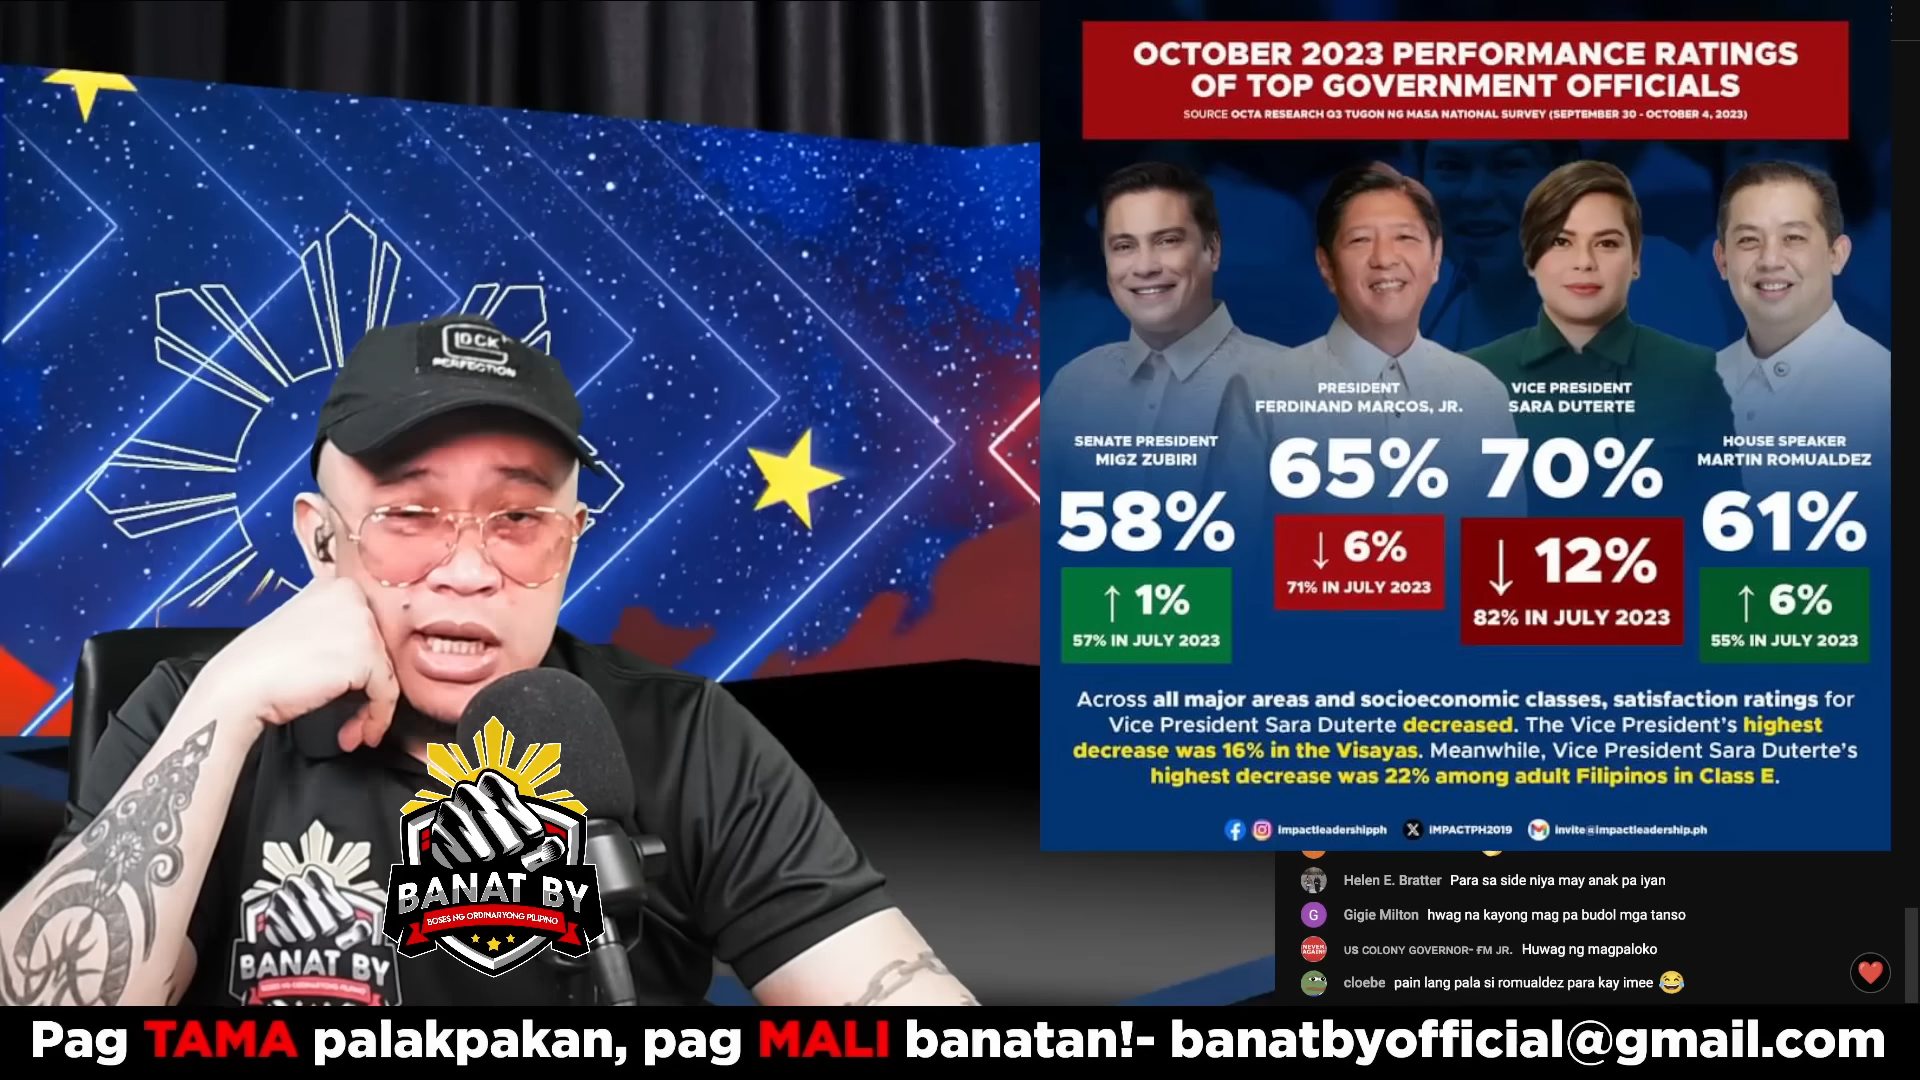 OCTOBER 2023 PERFORMANCE RATINGS
OF TOP GOVERNMENT OFFICIALS
SOURCE OCTA RESEARCH Q3 TUGON NG MASA NATIONAL SURVEY (SEPTEMBER 30 - OCTOBER 4, 2023)
SENATE PRESIDENT
MIGZ ZUBIRI
58%
↑ 1%
57% IN JULY 2023
PRESIDENT
FERDINAND MARCOS, JR.
65%
↓ 6%
71% IN JULY 2023
VICE PRESIDENT
SARA DUTERTE
70%
↓ 12%
82% IN JULY 2023
HOUSE SPEAKER
MARTIN ROMUALDEZ
61%
↑ 6%
55% IN JULY 2023
Across all major areas and socioeconomic classes, satisfaction ratings for
Vice President Sara Duterte decreased. The Vice President's highest
decrease was 16% in the Visayas. Meanwhile, Vice President Sara Duterte's
highest decrease was 22% among adult Filipinos in Class E.
impactleadershipph IMPACTPH2019 invite@impactleadership.ph
PERFECTION
BANAT BY
BOSES NG ORDINARYONG PILIPINO
BANAT BY
BOSES NG ORDINARYONG PILIPINO
Helen E. Bratter Para sa side niya may anak pa iyan
G Gigie Milton hwag na kayong mag pa budol mga tanso
NEVER AGAIN! US COLONY GOVERNOR- FM JR. Huwag ng magpaloko
cloebe pain lang pala si romualdez para kay imee 😂
Pag TAMA palakpakan, pag MALI banatan!- banatbyofficial@gmail.com